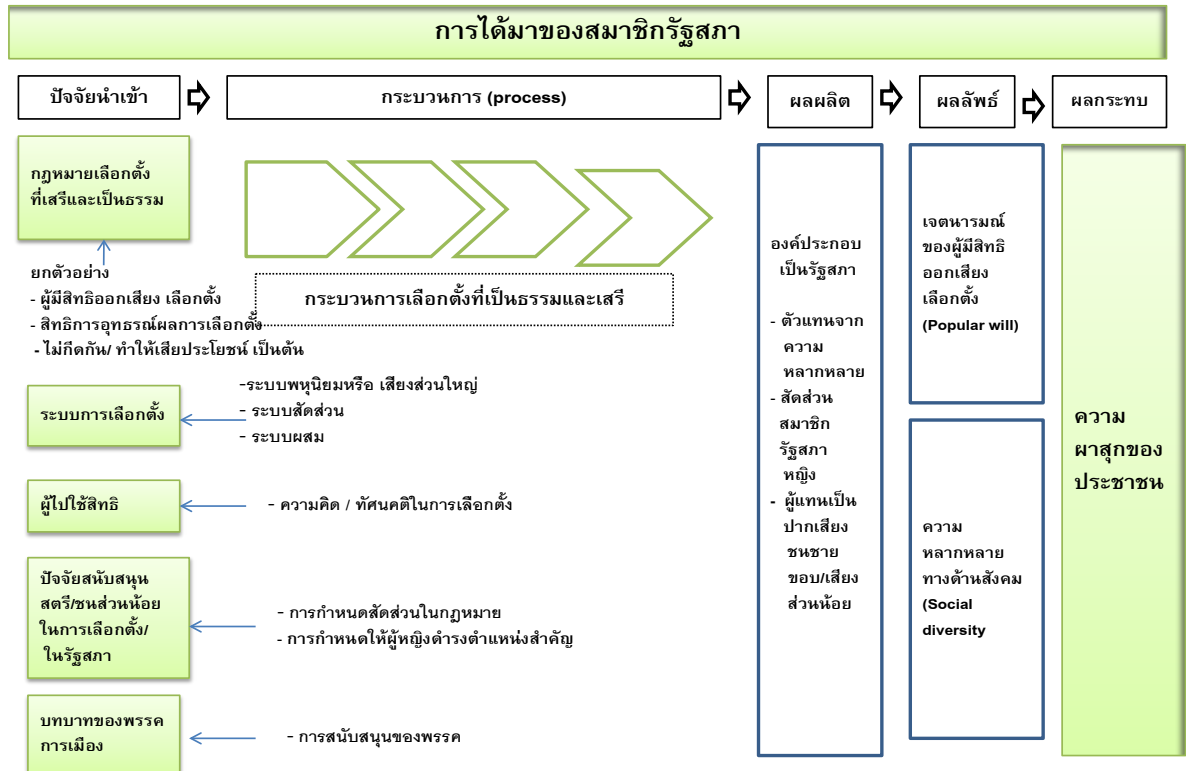 การได้มาของสมาชิกรัฐสภา
ปัจจัยนำเข้า
กระบวนการ (process)
ผลผลิต
ผลลัพธ์
ผลกระทบ
กฎหมายเลือกตั้ง
ที่เสรีและเป็นธรรม
ยกตัวอย่าง
- ผู้มีสิทธิออกเสียง เลือกตั้ง
- สิทธิการอุทธรณ์ผลการเลือกตั้ง
- ไม่กีดกัน/ ทำให้เสียประโยชน์ เป็นต้น
กระบวนการเลือกตั้งที่เป็นธรรมและเสรี
ระบบการเลือกตั้ง
-ระบบพหุนิยมหรือ เสียงส่วนใหญ่
- ระบบสัดส่วน
- ระบบผสม
ผู้ไปใช้สิทธิ
- ความคิด / ทัศนคติในการเลือกตั้ง
ปัจจัยสนับสนุน
สตรี/ชนส่วนน้อย
ในการเลือกตั้ง/
ในรัฐสภา
- การกำหนดสัดส่วนในกฎหมาย
- การกำหนดให้ผู้หญิงดำรงตำแหน่งสำคัญ
บทบาทของพรรค
การเมือง
- การสนับสนุนของพรรค
องค์ประกอบ
เป็นรัฐสภา
- ตัวแทนจาก
ความ
หลากหลาย
- สัดส่วน
สมาชิก
รัฐสภา
หญิง
- ผู้แทนเป็น
ปากเสียง
ชนชาย
ขอบ/เสียง
ส่วนน้อย
เจตนารมณ์
ของผู้มีสิทธิ
ออกเสียง
เลือกตั้ง
(Popular will)
ความ
หลากหลาย
ทางด้านสังคม
(Social
diversity
ความ
ผาสุกของ
ประชาชน